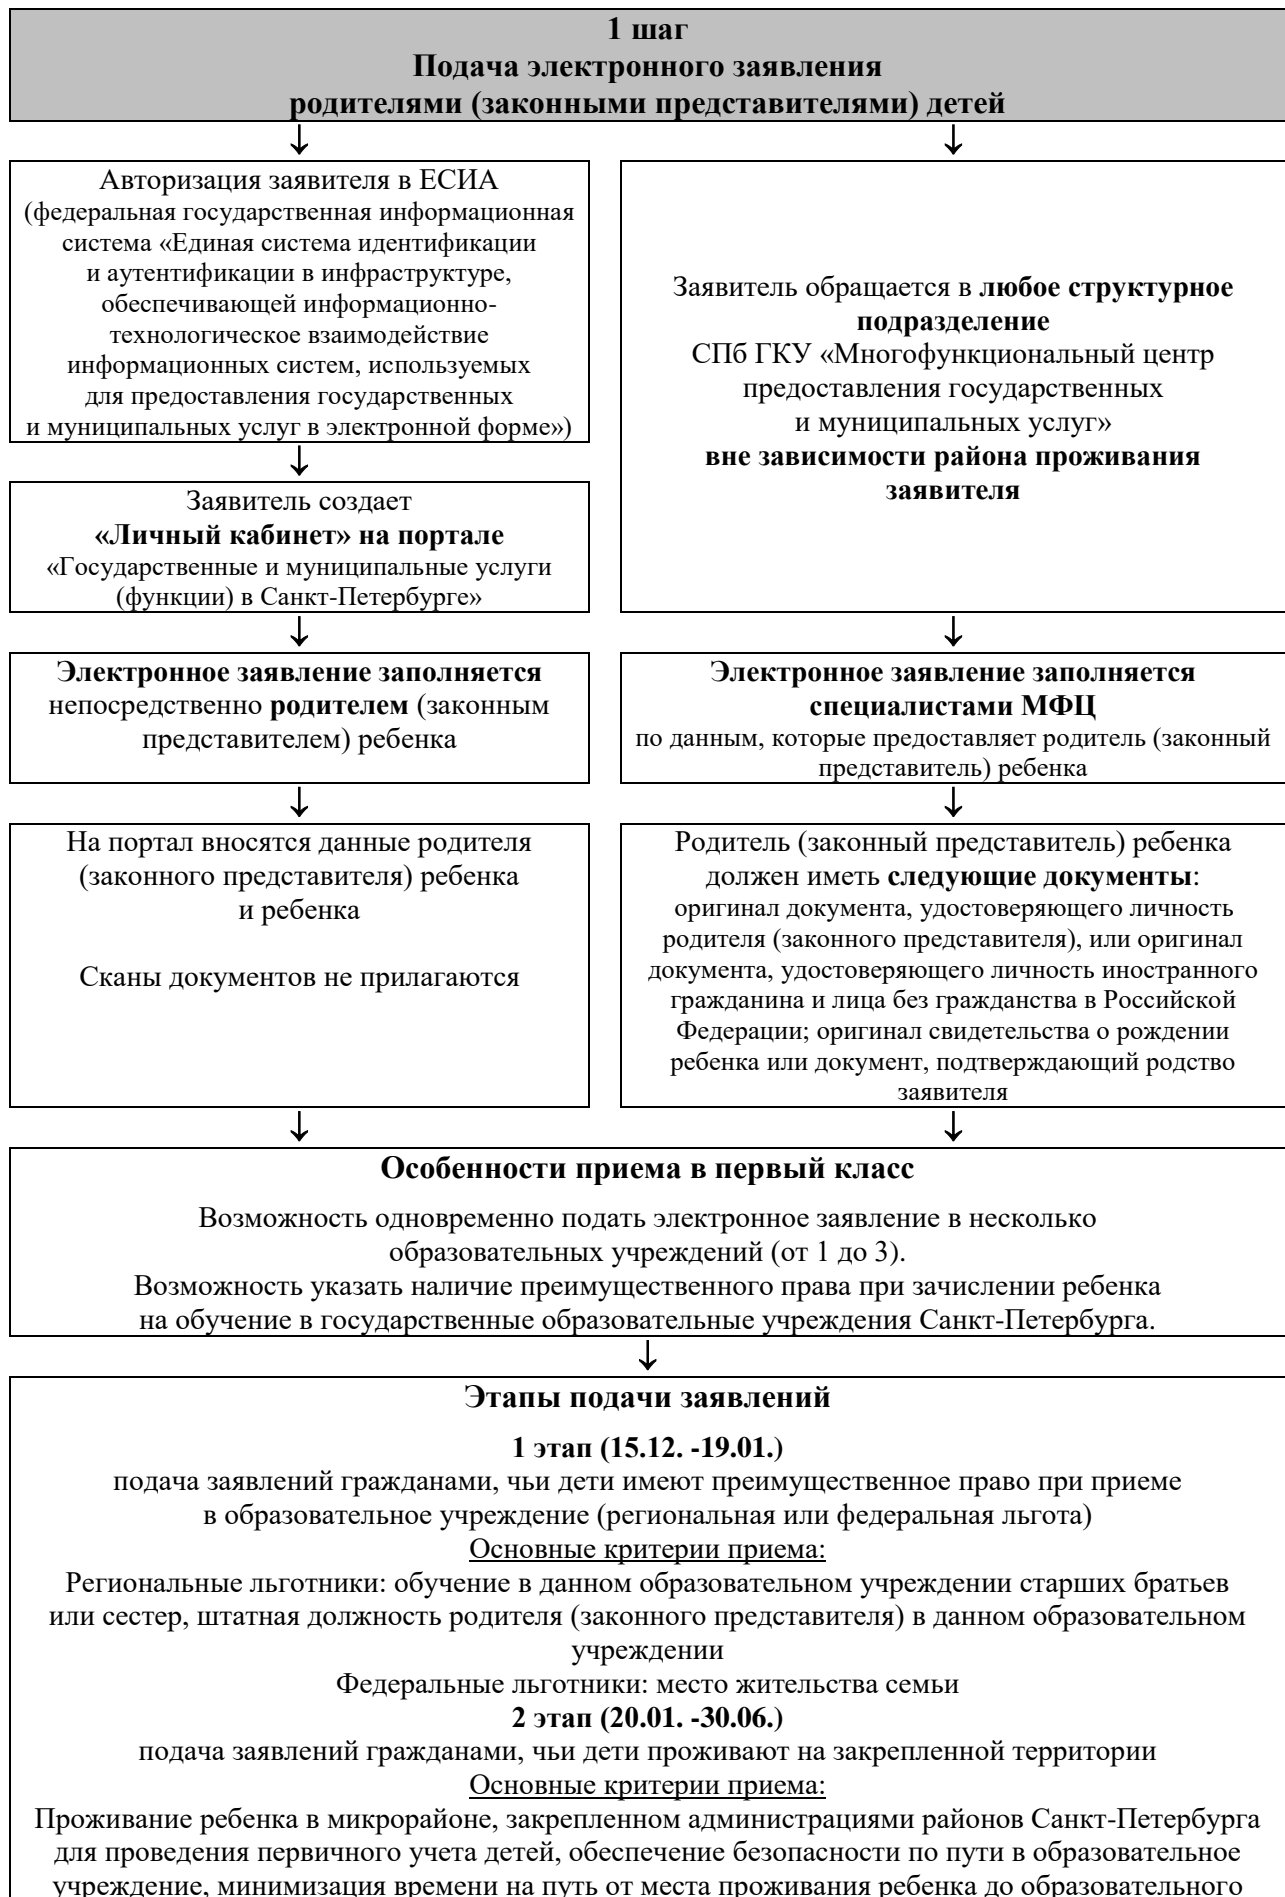 1 шаг
Подача электронного заявления
родителями (законными представителями) детей
↓
↓
Авторизация заявителя в ЕСИА
(федеральная государственная информационная
система «Единая система идентификации
и аутентификации в инфраструктуре,
обеспечивающей информационно-
технологическое взаимодействие
информационных систем, используемых
для предоставления государственных
и муниципальных услуг в электронной форме»)
↓
Заявитель создает
«Личный кабинет» на портале
«Государственные и муниципальные услуги
(функции) в Санкт-Петербурге»
Заявитель обращается в любое структурное
подразделение
СПб ГКУ «Многофункциональный центр
предоставления государственных
и муниципальных услуг»
вне зависимости района проживания
заявителя
↓
↓
Электронное заявление заполняется
непосредственно родителем (законным
представителем) ребенка
Электронное заявление заполняется
специалистами МФЦ
по данным, которые предоставляет родитель (законный
представитель) ребенка
↓
↓
На портал вносятся данные родителя
(законного представителя) ребенка
и ребенка
Сканы документов не прилагаются
Родитель (законный представитель) ребенка
должен иметь следующие документы:
оригинал документа, удостоверяющего личность
родителя (законного представителя), или оригинал
документа, удостоверяющего личность иностранного
гражданина и лица без гражданства в Российской
Федерации; оригинал свидетельства о рождении
ребенка или документ, подтверждающий родство
заявителя
↓
↓
Особенности приема в первый класс
Возможность одновременно подать электронное заявление в несколько
образовательных учреждений (от 1 до 3).
Возможность указать наличие преимущественного права при зачислении ребенка
на обучение в государственные образовательные учреждения Санкт-Петербурга.
↓
Этапы подачи заявлений
1 этап (15.12. -19.01.)
подача заявлений гражданами, чьи дети имеют преимущественное право при приеме
в образовательное учреждение (региональная или федеральная льгота)
Основные критерии приема:
Региональные льготники: обучение в данном образовательном учреждении старших братьев
или сестер, штатная должность родителя (законного представителя) в данном образовательном
учреждении
Федеральные льготники: место жительства семьи
2 этап (20.01. -30.06.)
подача заявлений гражданами, чьи дети проживают на закрепленной территории
Основные критерии приема:
Проживание ребенка в микрорайоне, закрепленном администрациями районов Санкт-Петербурга
для проведения первичного учета детей, обеспечение безопасности по пути в образовательное
учреждение, минимизация времени на путь от места проживания ребенка до образовательного